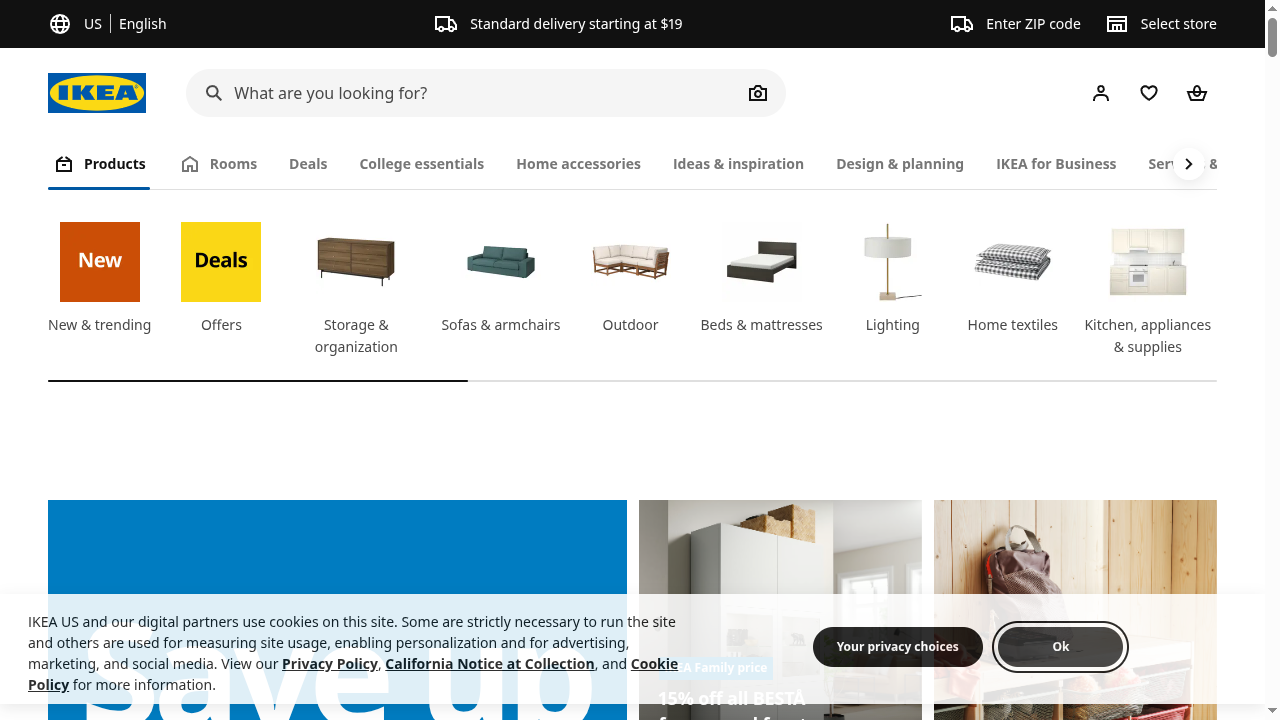 US | English
Standard delivery starting at $19
Enter ZIP code
Select store
IKEA
What are you looking for?
Products
Rooms
Deals
College essentials
Home accessories
Ideas & inspiration
Design & planning
IKEA for Business
New
Deals
New & trending
Offers
Storage &
organization
Sofas & armchairs
Outdoor
Beds & mattresses
Lighting
Home textiles
Kitchen, appliances
& supplies
Save up
Family price
15% off all BESTÅ
IKEA US and our digital partners use cookies on this site. Some are strictly necessary to run the site
and others are used for measuring site usage, enabling personalization and for advertising,
marketing, and social media. View our Privacy Policy, California Notice at Collection, and Cookie
Policy for more information.
Your privacy choices
Ok